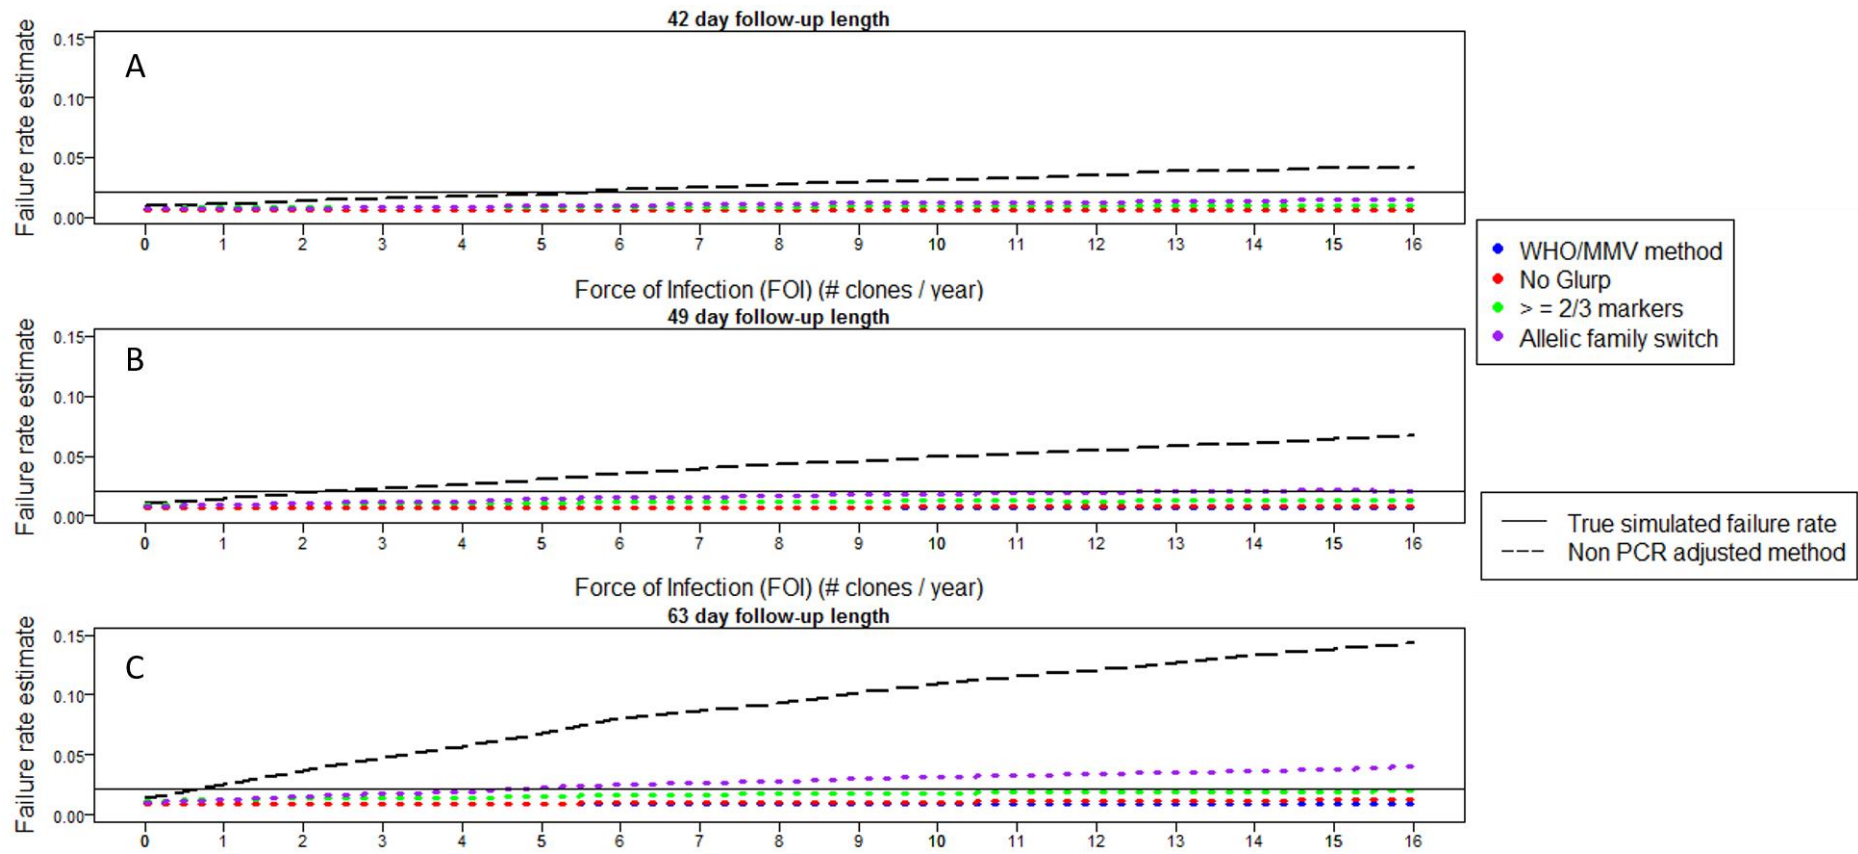 42 day follow-up length
Failure rate estimate
0.15
0.10
0.05
0.00
A
0 1 2 3 4 5 6 7 8 9 10 11 12 13 14 15 16
Force of Infection (FOI) (# clones / year)
49 day follow-up length
Failure rate estimate
0.15
0.10
0.05
0.00
B
0 1 2 3 4 5 6 7 8 9 10 11 12 13 14 15 16
Force of Infection (FOI) (# clones / year)
63 day follow-up length
Failure rate estimate
0.15
0.10
0.05
0.00
C
0 1 2 3 4 5 6 7 8 9 10 11 12 13 14 15 16
WHO/MMV method
No Glurp
> = 2/3 markers
Allelic family switch
True simulated failure rate
Non PCR adjusted method